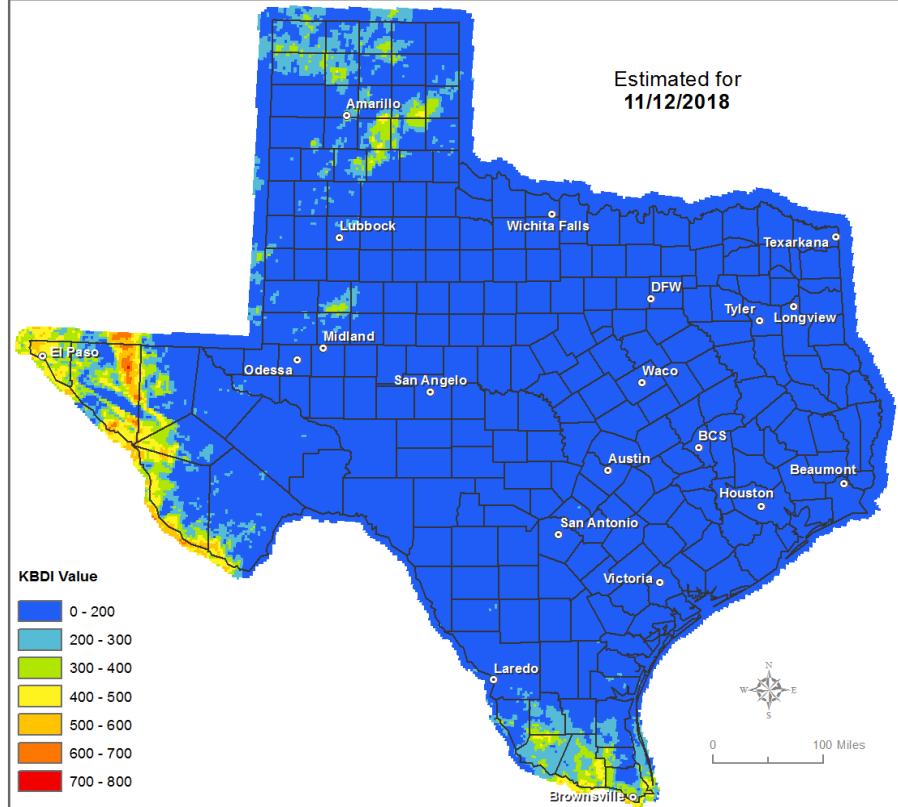 Estimated for
11/12/2018
Amarillo
Lubbock
Wichita Falls
Texarkana
DFW
Tyler
Longview
Midland
El Paso
Odessa
San Angelo
Waco
BCS
Austin
Beaumont
Houston
San Antonio
Victoria
Laredo
Brownsville
KBDI Value
0 - 200
200 - 300
300 - 400
400 - 500
500 - 600
600 - 700
700 - 800
N
W E
S
0 100 Miles